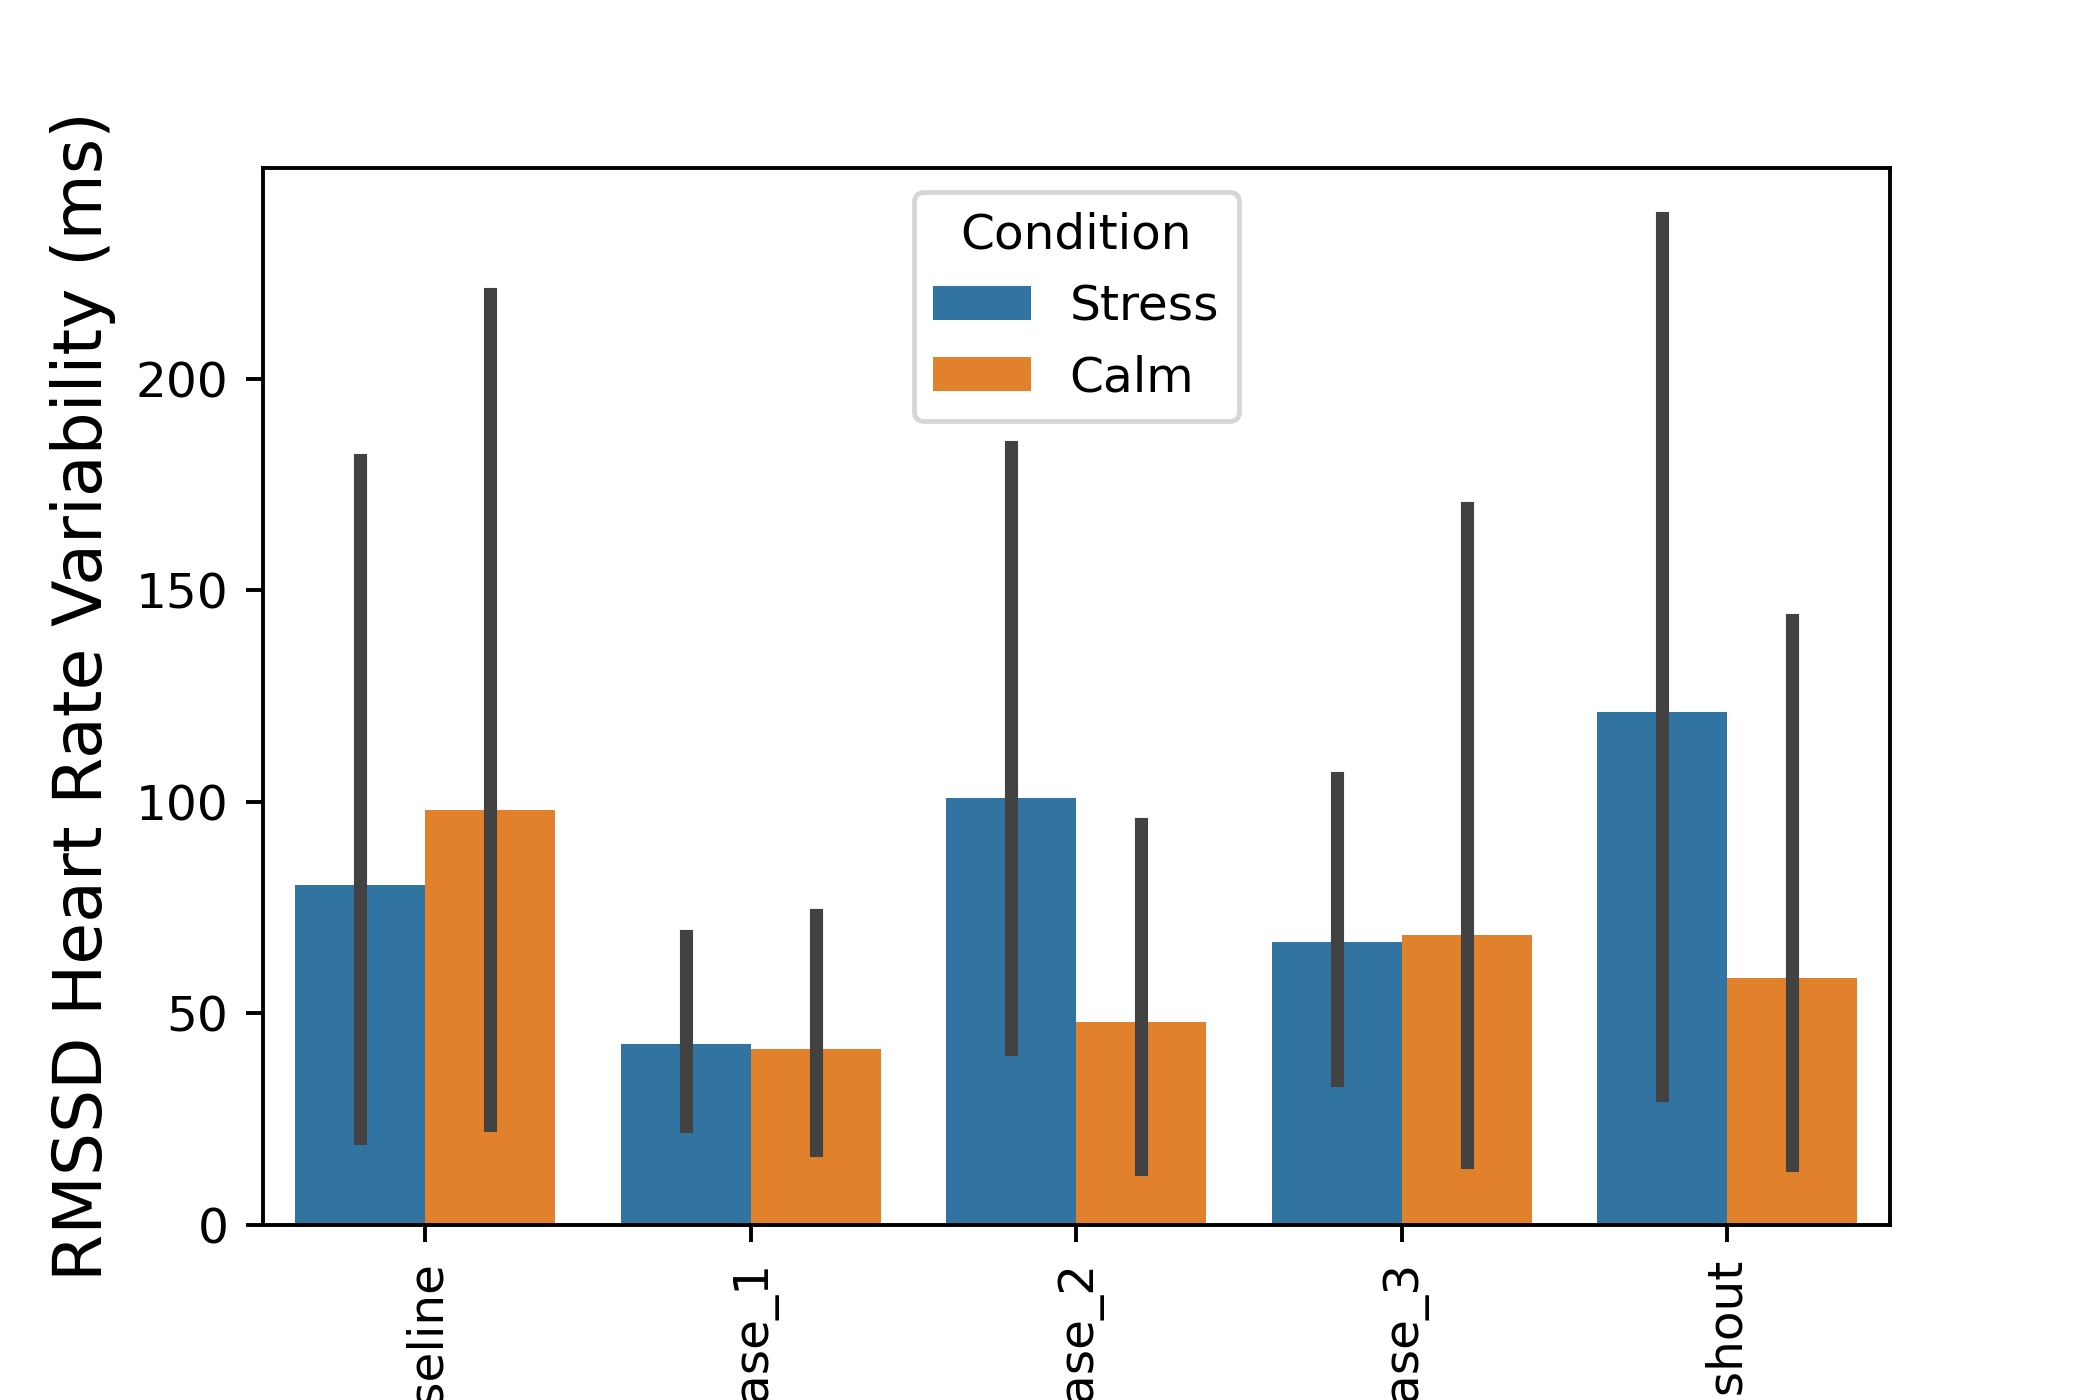 RMSSD Heart Rate Variability (ms)
Condition
Stress
Calm
200
150
100
50
0
seline
ase_1
ase_2
ase_3
shout